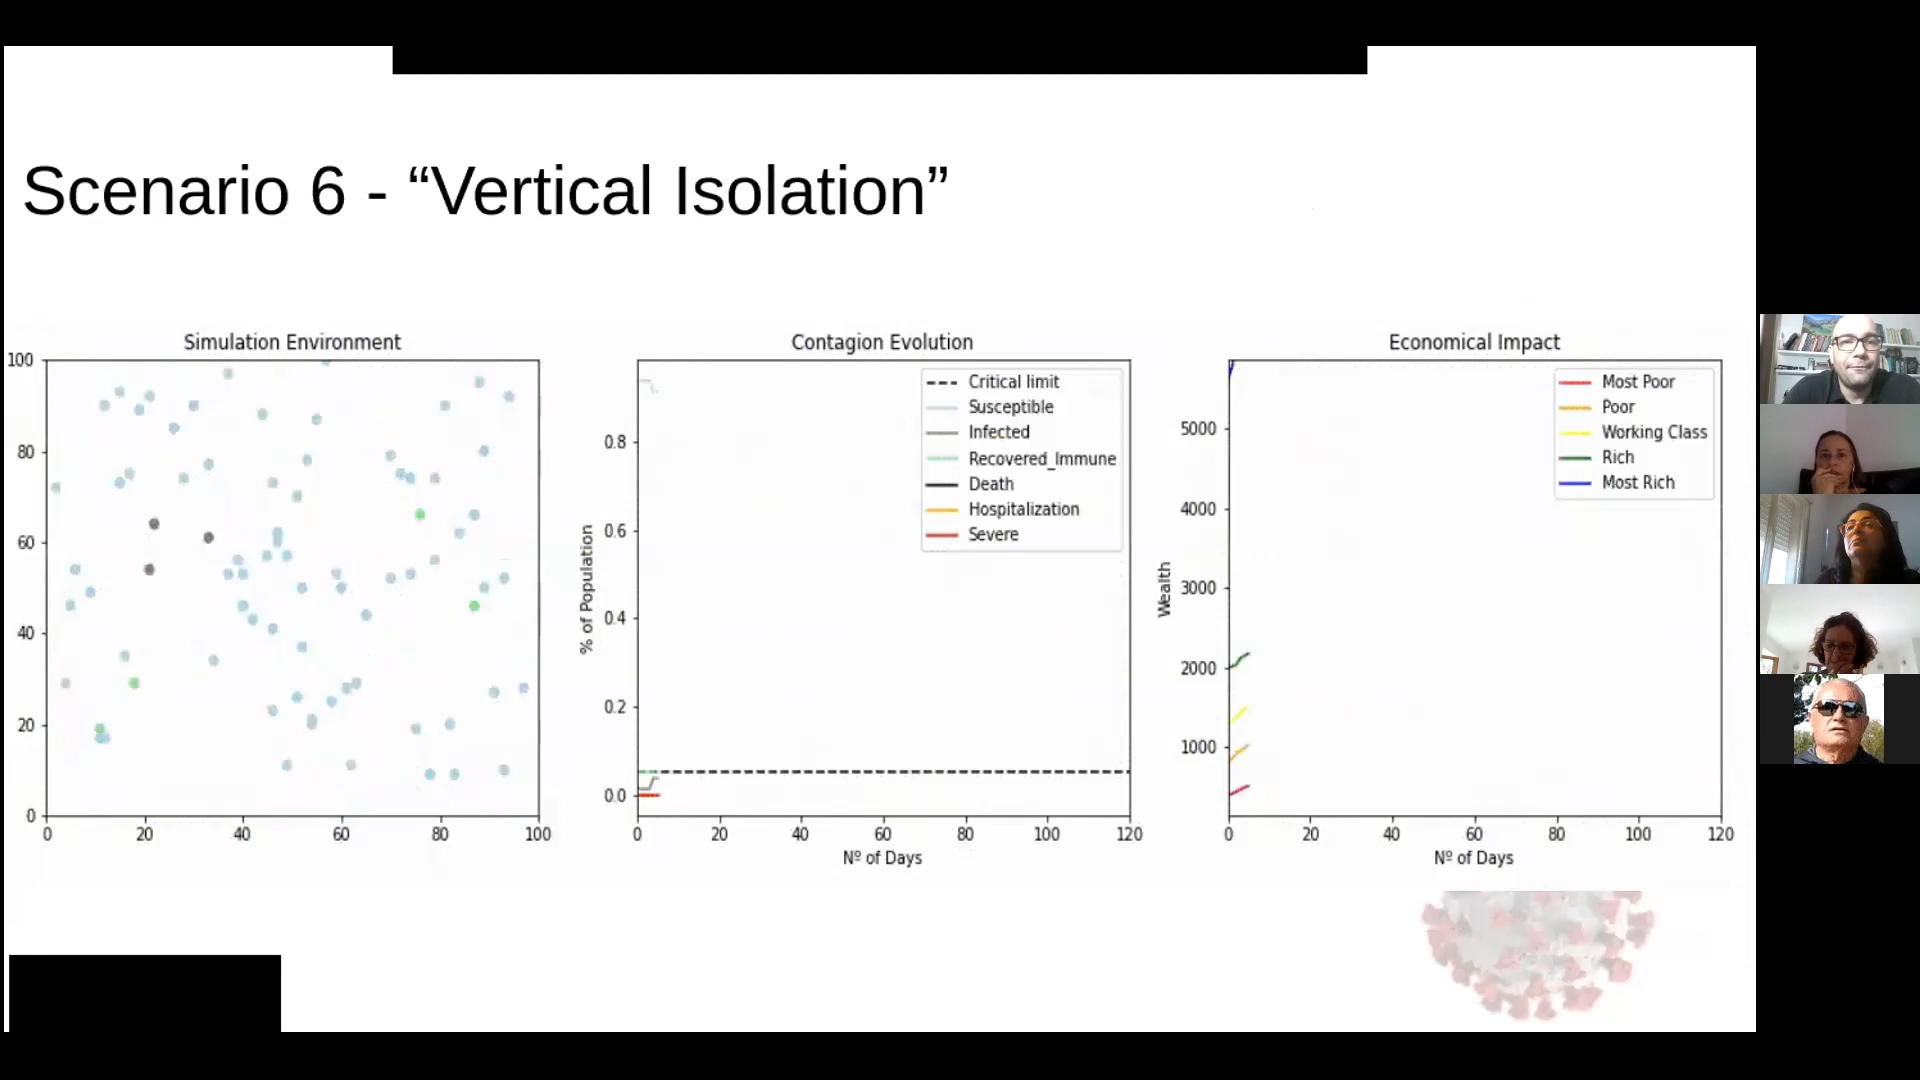 Scenario 6 - “Vertical Isolation”
Simulation Environment
100
80
60
40
20
0
0 20 40 60 80 100
Contagion Evolution
Critical limit
Susceptible
Infected
Recovered_Immune
Death
Hospitalization
Severe
% of Population
0.8
0.6
0.4
0.2
0.0
0 20 40 60 80 100 120
Nº of Days
Economical Impact
Most Poor
Poor
Working Class
Rich
Most Rich
Wealth
5000
4000
3000
2000
1000
0 20 40 60 80 100 120
Nº of Days